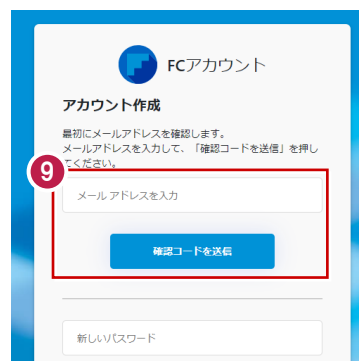 FCアカウント
アカウント作成
最初にメールアドレスを確認します。
メールアドレスを入力して、「確認コードを送信」を押し
てください。
9
メール アドレスを入力
確認コードを送信
新しいパスワード